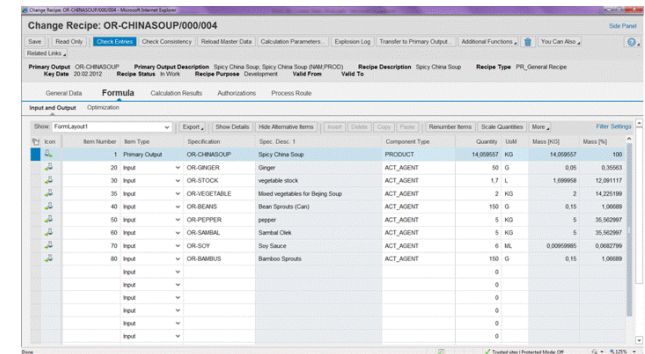 Change Recipe: OR-CHINASOUP/000/004 - Microsoft Internet Explorer
Change Recipe: OR-CHINASOUP/000/004 Side Panel
Save Read Only Check Entries Check Consistency Reload Master Data Calculation Parameters... Explosion Log Transfer to Primary Output... Additional Functions You Can Also
Related Links
Primary Output OR-CHINASOUP Primary Output Description Spicy China Soup, Spicy China Soup (NAM;PROD) Recipe Description Spicy China Soup Recipe Type PR_General Recipe
Key Date 20.02.2012 Recipe Status In Work Recipe Purpose Development Valid From Valid To
General Data Formula Calculation Results Authorizations Process Route
Input and Output Optimization
Show: FormLayout1 Export Show Details Hide Alternative Items Insert Delete Copy Paste Renumber Items Scale Quantities More Filter Settings
Icon Item Number Item Type Specification Spec. Desc. 1 Component Type Quantity UoM Mass [KG] Mass [%]
1 Primary Output OR-CHINASOUP Spicy China Soup PRODUCT 14,059557 KG 14,059557 100
20 Input OR-GINGER Ginger ACT_AGENT 50 G 0,05 0,35563
30 Input OR-STOCK vegetable stock ACT_AGENT 1,7 L 1,699958 12,091117
35 Input OR-VEGETABLE Mixed vegetables for Bejing Soup ACT_AGENT 2 KG 2 14,225199
40 Input OR-BEANS Bean Sprouts (Can) ACT_AGENT 150 G 0,15 1,06689
50 Input OR-PEPPER pepper ACT_AGENT 5 KG 5 35,562997
60 Input OR-SAMBAL Sambal Olek ACT_AGENT 5 KG 5 35,562997
70 Input OR-SOY Soy Sauce ACT_AGENT 6 ML 0,00959985 0,0682799
80 Input OR-BAMBUS Bamboo Sprouts ACT_AGENT 150 G 0,15 1,06689
Input 0
Input 0
Input 0
Input 0
Input 0
Done Trusted sites | Protected Mode: Off 125%